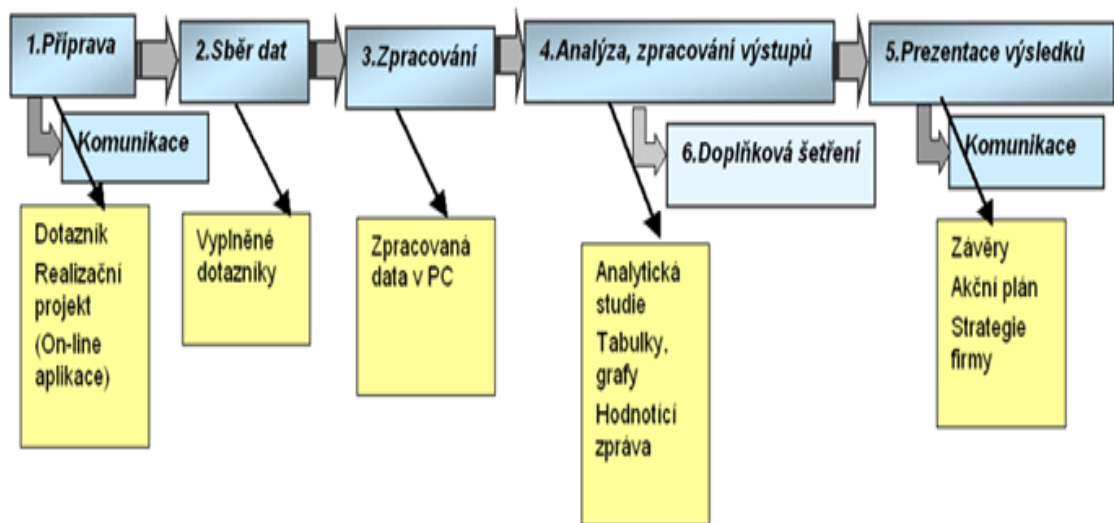 1.Příprava
2.Sběr dat
3.Zpracování
4.Analýza, zpracování výstupů
5.Prezentace výsledků
Komunikace
6.Doplňková šetření
Komunikace
Dotazník
Realizační
projekt
(On-line
aplikace)
Vyplněné
dotazníky
Zpracovaná
data v PC
Analytická
studie
Tabulky,
grafy
Hodnotící
zpráva
Závěry
Akční plán
Strategie
firmy